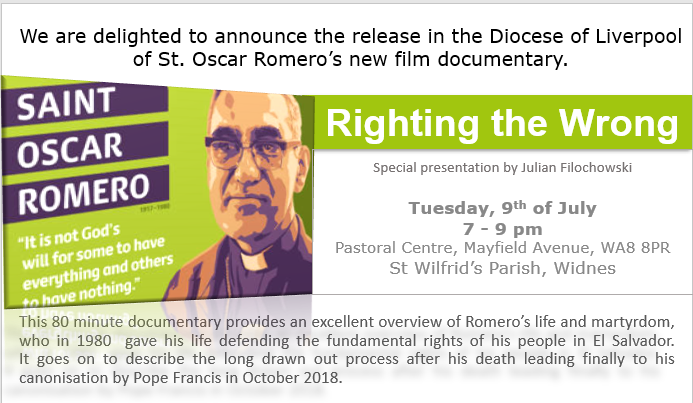 We are delighted to announce the release in the Diocese of Liverpool
of St. Oscar Romero’s new film documentary.
SAINT
OSCAR
ROMERO
1917 - 1980
“It is not God’s
will for some to have
everything and others
to have nothing.”
Righting the Wrong
Special presentation by Julian Filochowski
Tuesday, 9th of July
7 - 9 pm
Pastoral Centre, Mayfield Avenue, WA8 8PR
St Wilfrid’s Parish, Widnes
This 80 minute documentary provides an excellent overview of Romero’s life and martyrdom,
who in 1980 gave his life defending the fundamental rights of his people in El Salvador.
It goes on to describe the long drawn out process after his death leading finally to his
canonisation by Pope Francis in October 2018.